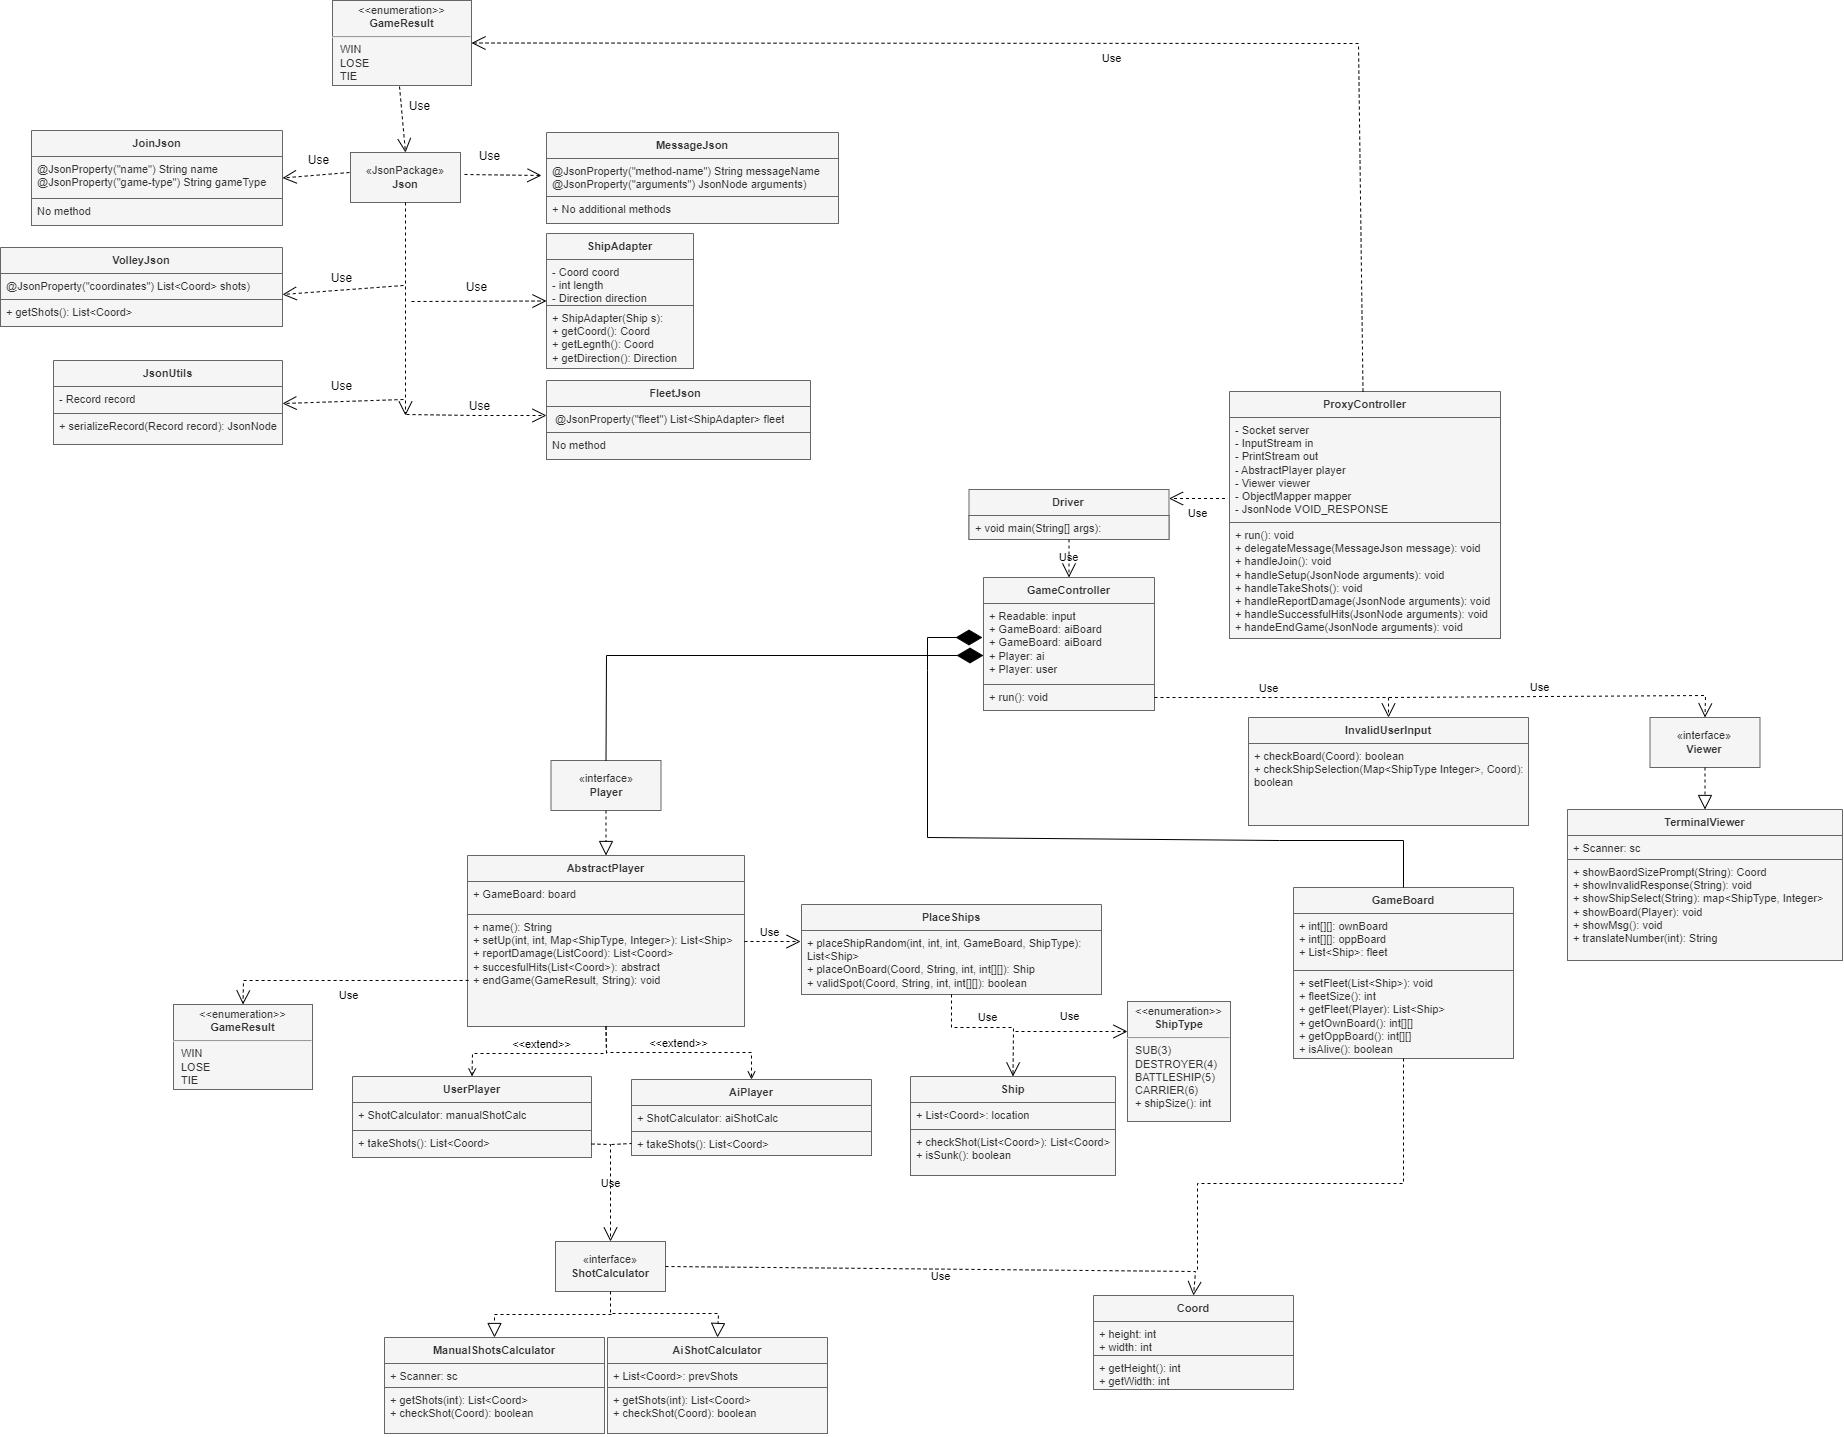 <<enumeration>>
GameResult
WIN
LOSE
TIE
Use
Use
JoinJson
@JsonProperty("name") String name
@JsonProperty("game-type") String gameType
No method
Use
«JsonPackage»
Json
Use
MessageJson
@JsonProperty("method-name") String messageName
@JsonProperty("arguments") JsonNode arguments)
+ No additional methods
VolleyJson
@JsonProperty("coordinates") List<Coord> shots)
+ getShots(): List<Coord>
Use
Use
ShipAdapter
- Coord coord
- int length
- Direction direction
+ ShipAdapter(Ship s):
+ getCoord(): Coord
+ getLegnth(): Coord
+ getDirection(): Direction
JsonUtils
- Record record
+ serializeRecord(Record record): JsonNode
Use
Use
FleetJson
@JsonProperty("fleet") List<ShipAdapter> fleet
No method
ProxyController
- Socket server
- InputStream in
- PrintStream out
- AbstractPlayer player
- Viewer viewer
- ObjectMapper mapper
- JsonNode VOID_RESPONSE
+ run(): void
+ delegateMessage(MessageJson message): void
+ handleJoin(): void
+ handleSetup(JsonNode arguments): void
+ handleTakeShots(): void
+ handleReportDamage(JsonNode arguments): void
+ handleSuccessfulHits(JsonNode arguments): void
+ handeEndGame(JsonNode arguments): void
Use
Driver
+ void main(String[] args):
Use
GameController
+ Readable: input
+ GameBoard: aiBoard
+ GameBoard: aiBoard
+ Player: ai
+ Player: user
+ run(): void
Use
Use
InvalidUserInput
+ checkBoard(Coord): boolean
+ checkShipSelection(Map<ShipType Integer>, Coord):
boolean
«interface»
Viewer
TerminalViewer
+ Scanner: sc
+ showBaordSizePrompt(String): Coord
+ showInvalidResponse(String): void
+ showShipSelect(String): map<ShipType, Integer>
+ showBoard(Player): void
+ showMsg(): void
+ translateNumber(int): String
«interface»
Player
AbstractPlayer
+ GameBoard: board
+ name(): String
+ setUp(int, int, Map<ShipType, Integer>): List<Ship>
+ reportDamage(ListCoord): List<Coord>
+ succesfulHits(List<Coord>): abstract
+ endGame(GameResult, String): void
Use
PlaceShips
+ placeShipRandom(int, int, int, GameBoard, ShipType):
List<Ship>
+ placeOnBoard(Coord, String, int, int[][]): Ship
+ validSpot(Coord, String, int, int[][]): boolean
GameBoard
+ int[][]: ownBoard
+ int[][]: oppBoard
+ List<Ship>: fleet
+ setFleet(List<Ship>): void
+ fleetSize(): int
+ getFleet(Player): List<Ship>
+ getOwnBoard(): int[][]
+ getOppBoard(): int[][]
+ isAlive(): boolean
Use
<<enumeration>>
GameResult
WIN
LOSE
TIE
Use
Use
<<enumeration>>
ShipType
SUB(3)
DESTROYER(4)
BATTLESHIP(5)
CARRIER(6)
+ shipSize(): int
<<extend>>
<<extend>>
UserPlayer
+ ShotCalculator: manualShotCalc
+ takeShots(): List<Coord>
AiPlayer
+ ShotCalculator: aiShotCalc
+ takeShots(): List<Coord>
Ship
+ List<Coord>: location
+ checkShot(List<Coord>): List<Coord>
+ isSunk(): boolean
Use
«interface»
ShotCalculator
Use
Coord
+ height: int
+ width: int
+ getHeight(): int
+ getWidth: int
ManualShotsCalculator
+ Scanner: sc
+ getShots(int): List<Coord>
+ checkShot(Coord): boolean
AiShotCalculator
+ List<Coord>: prevShots
+ getShots(int): List<Coord>
+ checkShot(Coord): boolean